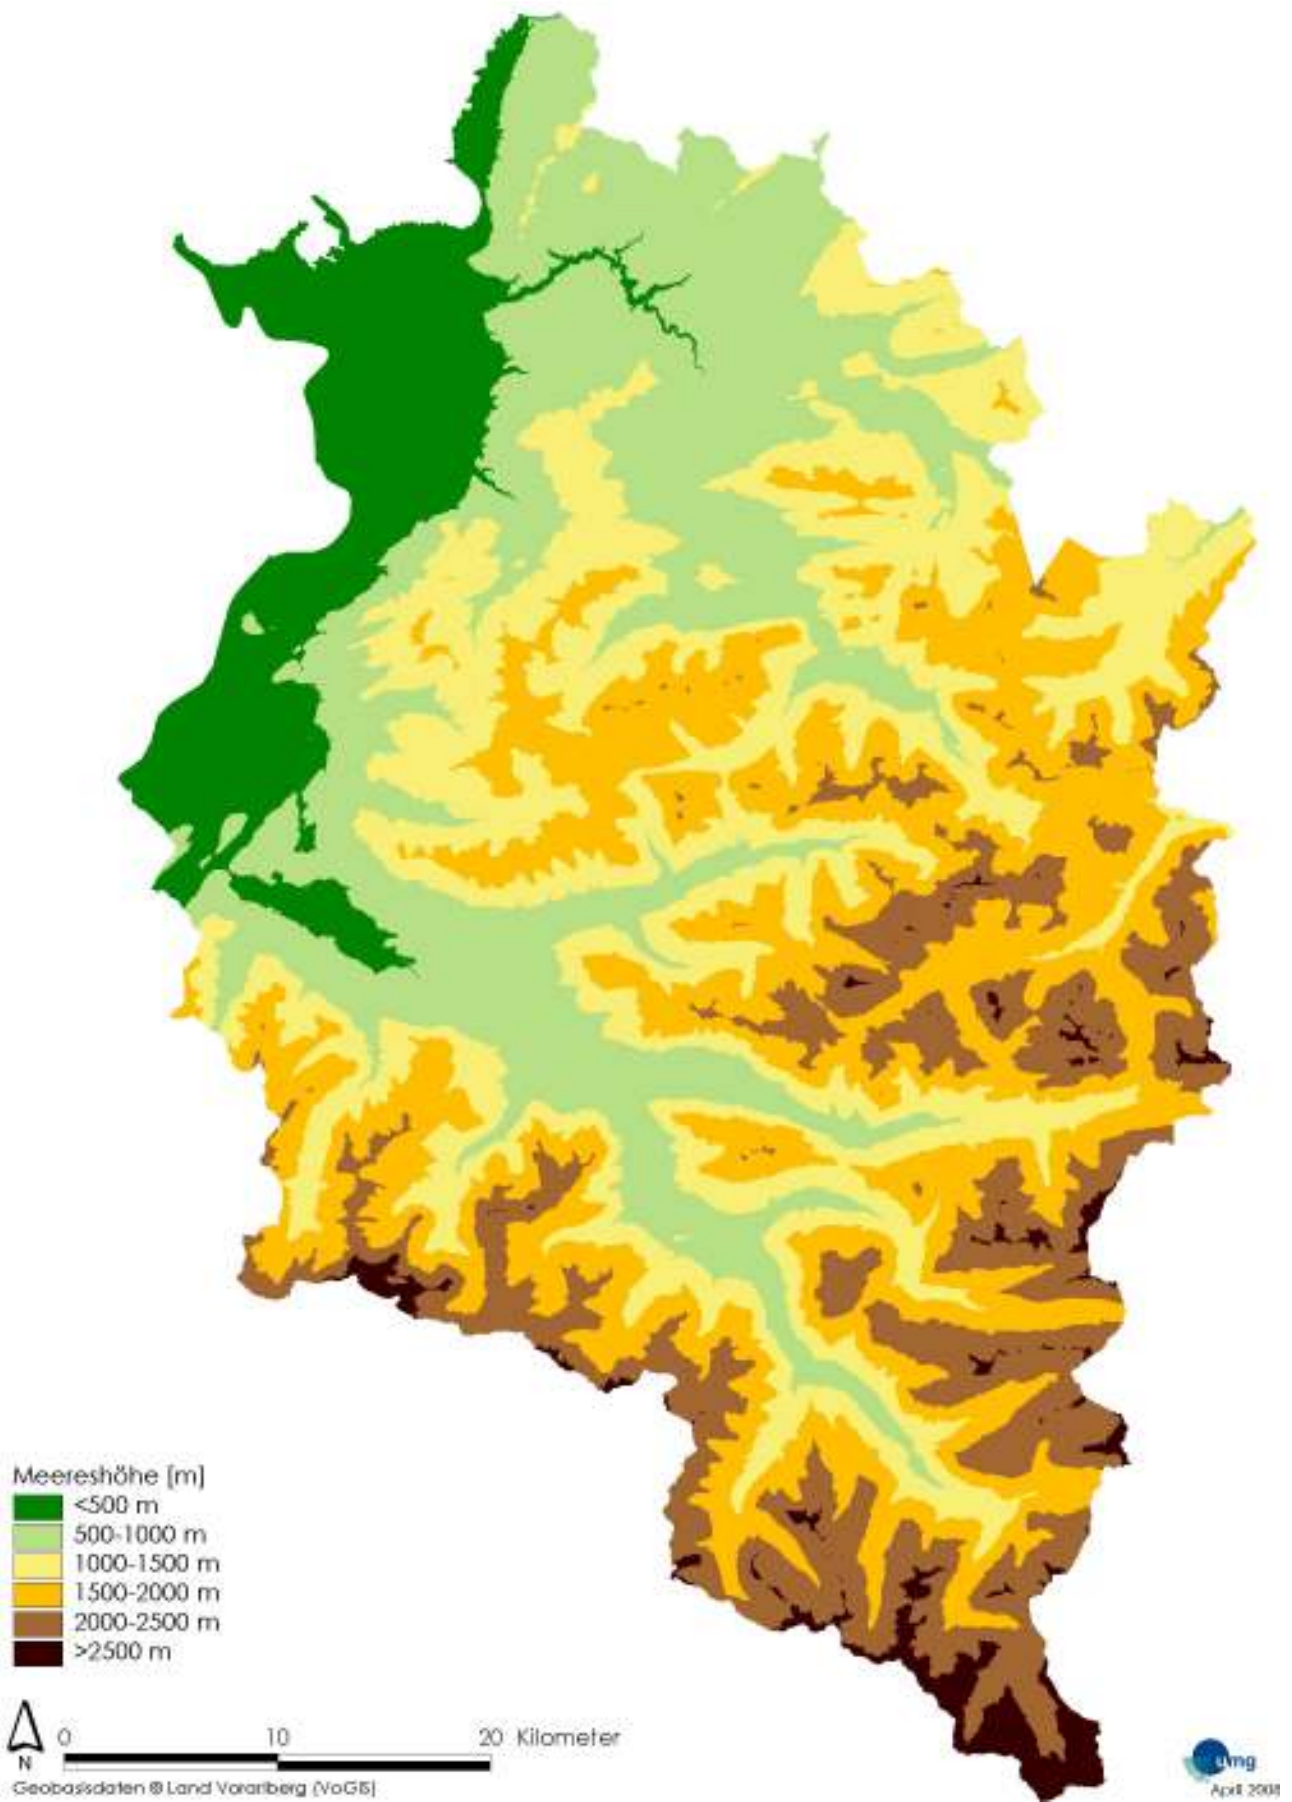 Meereshöhe [m]
<500 m
500-1000 m
1000-1500 m
1500-2000 m
2000-2500 m
>2500 m
0 10 20 Kilometer
N
Geobasisdaten © Land Vorarlberg (VoGIS)
umg
April 2008